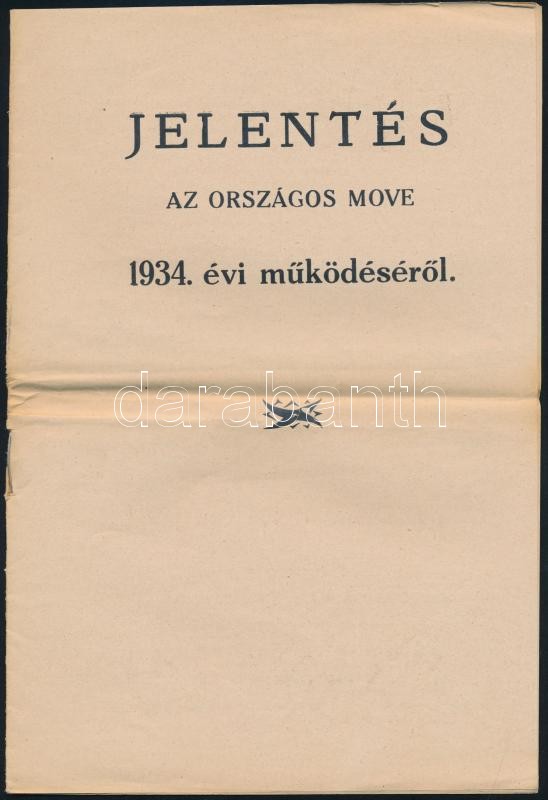 JELENTÉS
AZ ORSZÁGOS MOVE
1934. évi működéséről.
darabanth